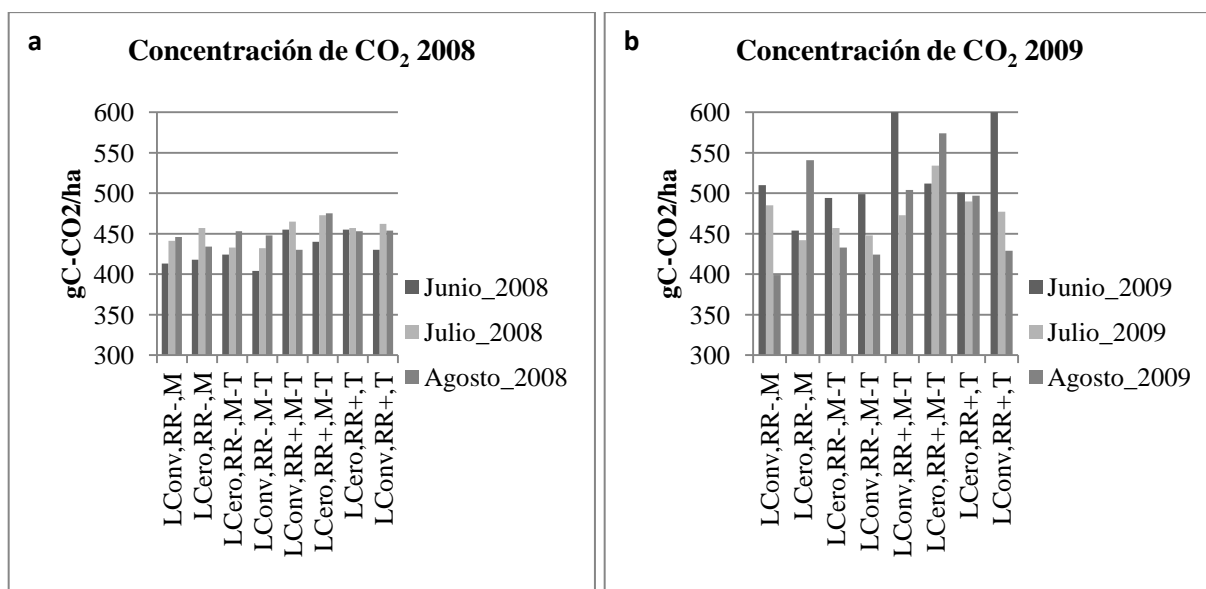 a
Concentración de CO2 2008
gC-CO2/ha
600
550
500
450
400
350
300
LConv,RR-,M
LCero,RR-,M
LCero,RR-,M-T
LConv,RR-,M-T
LConv,RR+,M-T
LCero,RR+,M-T
LCero,RR+,T
LConv,RR+,T
Junio_2008
Julio_2008
Agosto_2008
b
Concentración de CO2 2009
gC-CO2/ha
600
550
500
450
400
350
300
LConv,RR-,M
LCero,RR-,M
LCero,RR-,M-T
LConv,RR-,M-T
LConv,RR+,M-T
LCero,RR+,M-T
LCero,RR+,T
LConv,RR+,T
Junio_2009
Julio_2009
Agosto_2009